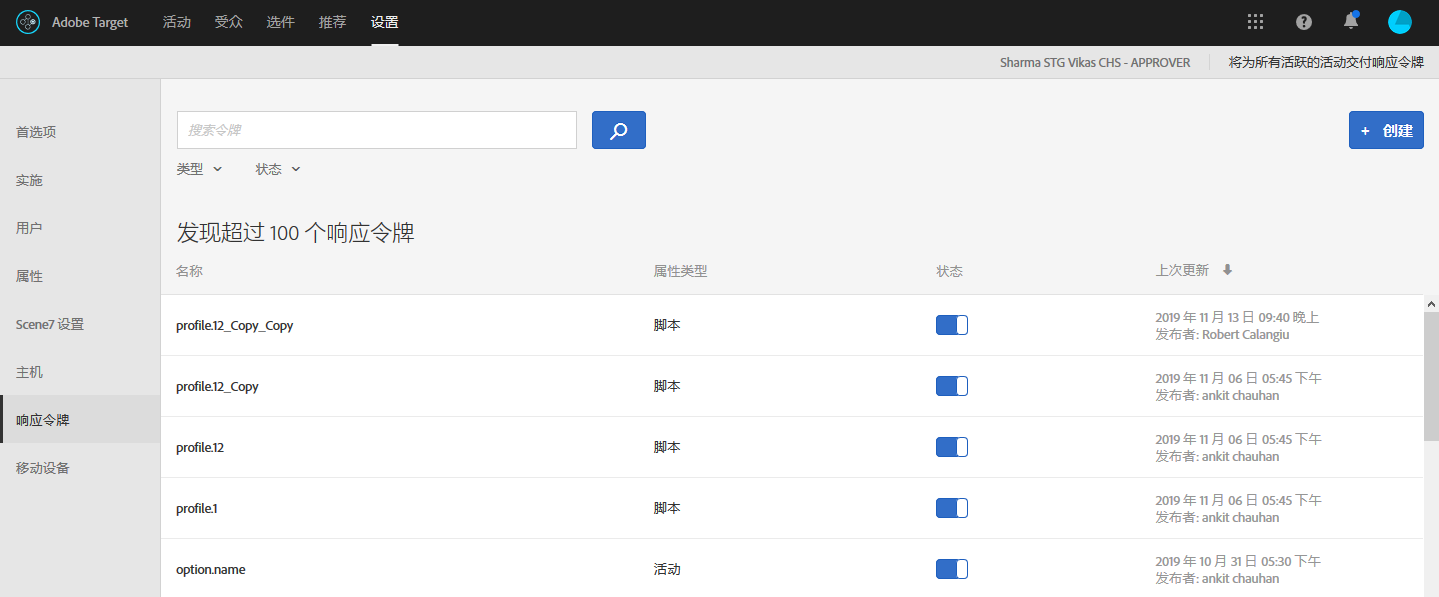 Adobe Target 活动 受众 选件 推荐 设置
Sharma STG Vikas CHS - APPROVER 将为所有活跃的活动交付响应令牌
首选项
实施
用户
属性
Scene7 设置
主机
响应令牌
移动设备
搜索令牌
+ 创建
类型 状态
发现超过 100 个响应令牌
名称 属性类型 状态 上次更新
profile.12_Copy_Copy 脚本 2019 年 11 月 13 日 09:40 晚上
发布者: Robert Calangiu
profile.12_Copy 脚本 2019 年 11 月 06 日 05:45 下午
发布者: ankit chauhan
profile.12 脚本 2019 年 11 月 06 日 05:45 下午
发布者: ankit chauhan
profile.1 脚本 2019 年 11 月 06 日 05:45 下午
发布者: ankit chauhan
option.name 活动 2019 年 10 月 31 日 05:30 下午
发布者: ankit chauhan